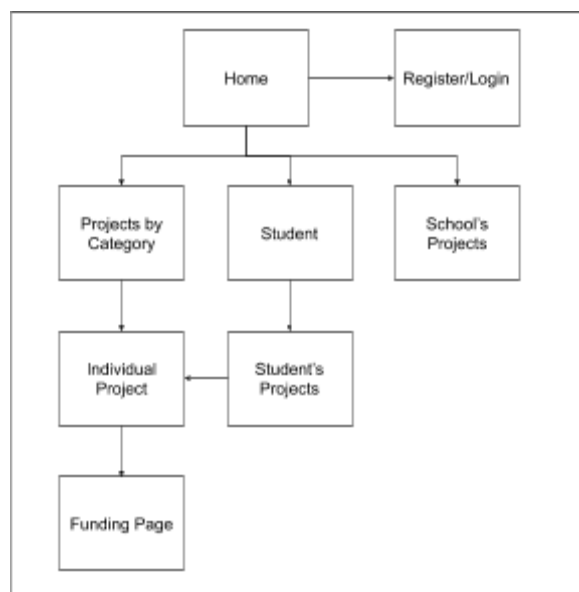 Home
Register/Login
Projects by
Category
Student
School's
Projects
Individual
Project
Student's
Projects
Funding Page